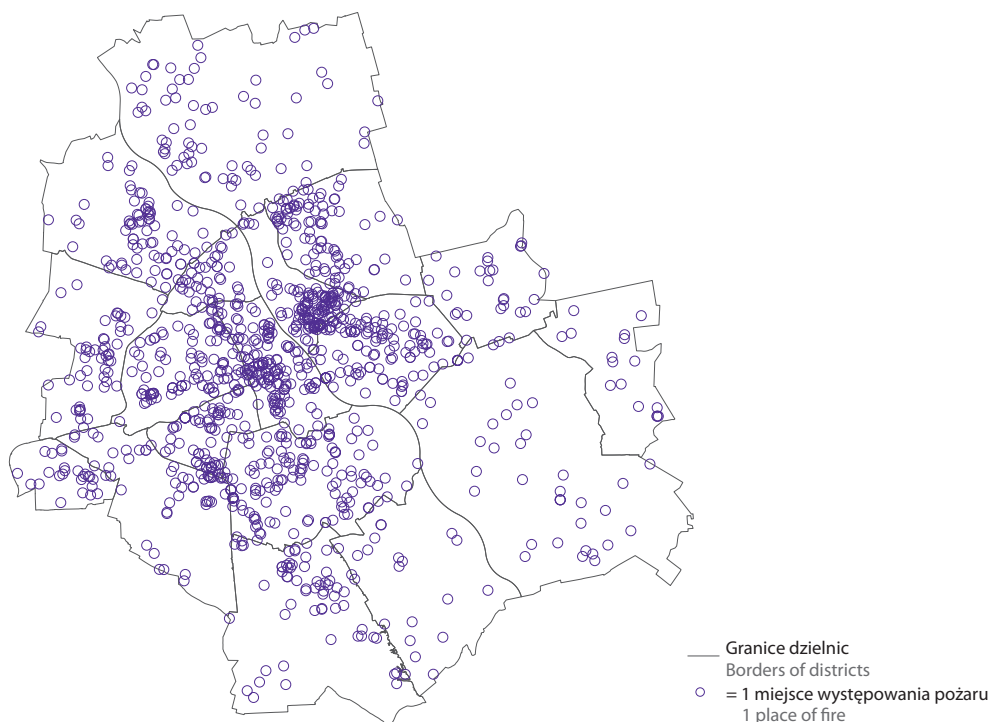 Granice dzielnic
Borders of districts
= 1 miejsce występowania pożaru
1 place of fire